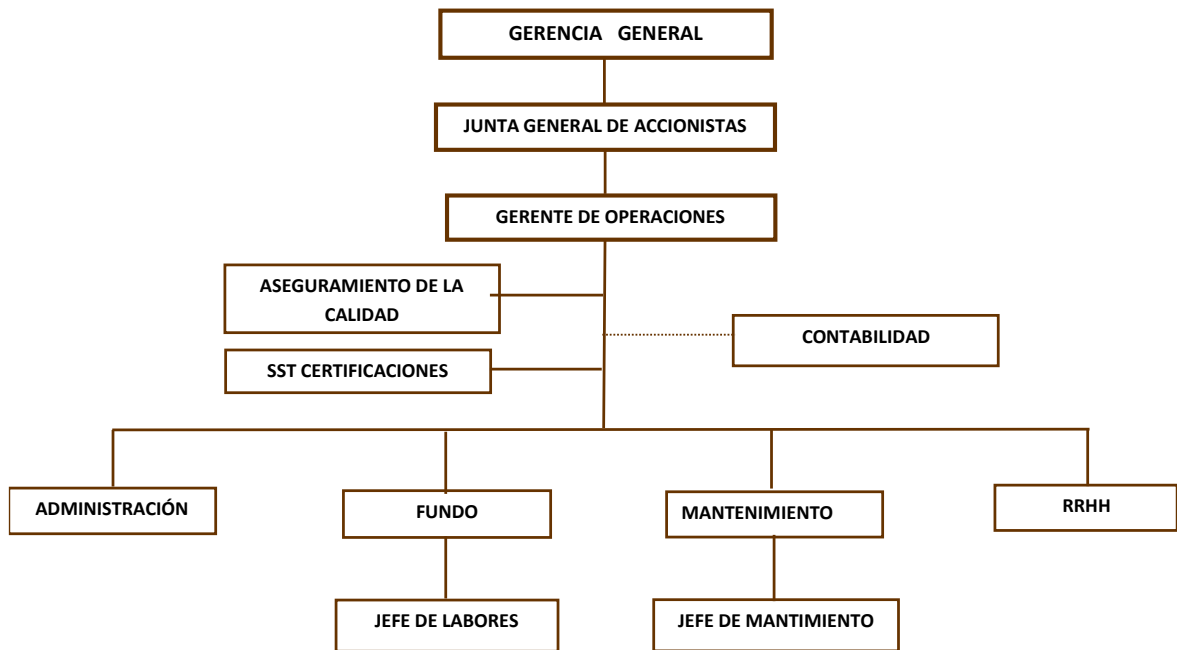 GERENCIA GENERAL
JUNTA GENERAL DE ACCIONISTAS
GERENTE DE OPERACIONES
ASEGURAMIENTO DE LA
CALIDAD
CONTABILIDAD
SST CERTIFICACIONES
ADMINISTRACIÓN
FUNDO
MANTENIMIENTO
RRHH
JEFE DE LABORES
JEFE DE MANTIMIENTO